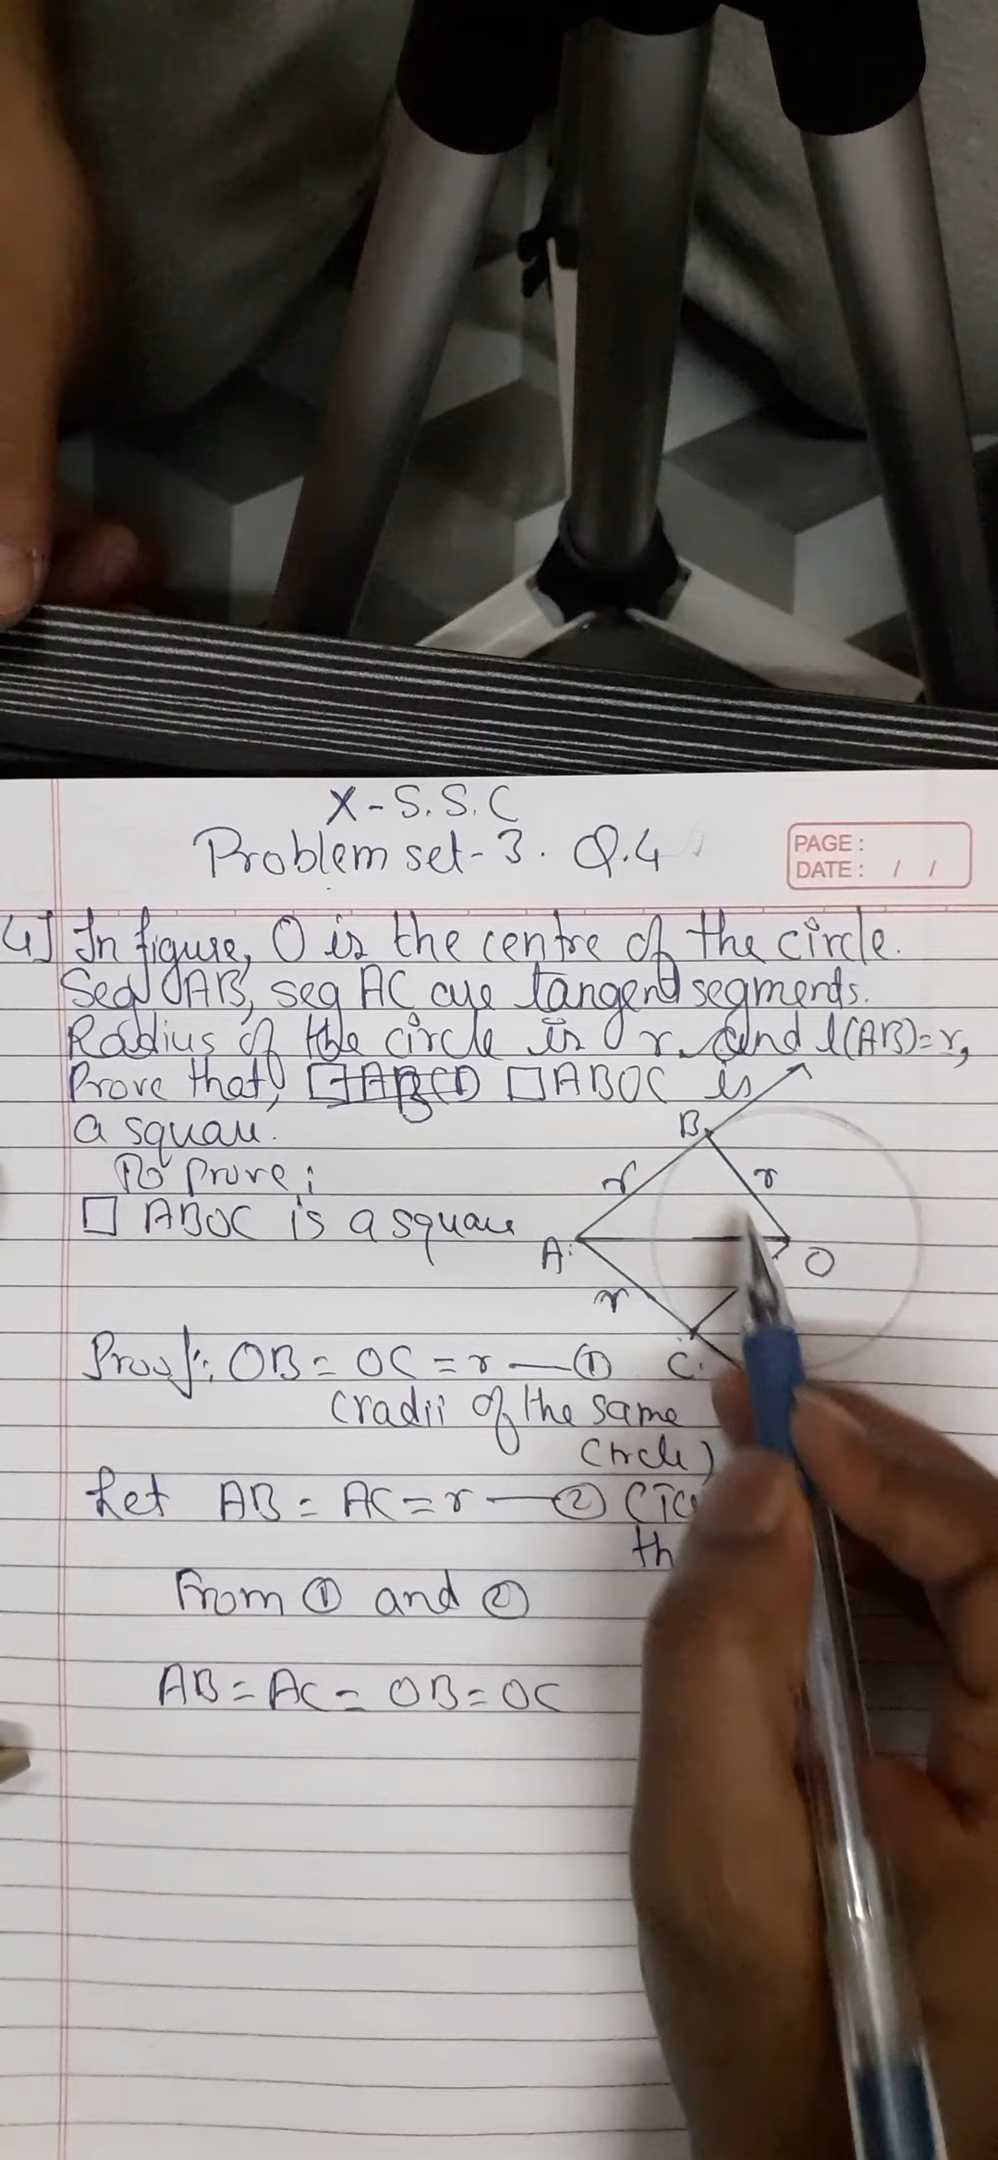 X - S.S.C
Problem set - 3. Q.4
PAGE :
DATE : / /
4] In figure, O is the centre of the circle.
Seg AB, seg AC are tangent segments.
Radius of the circle is r and l(AB)=r,
Prove that, □ABOC is
a square.
To prove :
□ ABOC is a square
B
r
r
A
O
r
C
Proof : OB = OC = r — ①
(radii of the same
circle)
Let AB = AC = r — ②
th
From ① and ②
AB = AC = OB = OC